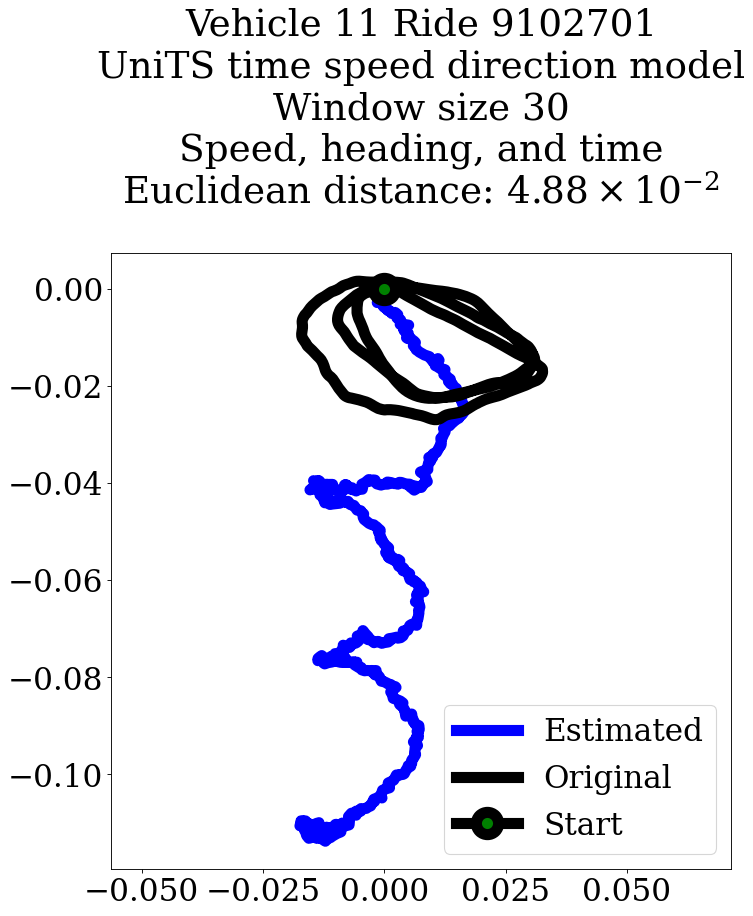 Vehicle 11 Ride 9102701
UniTS time speed direction model
Window size 30
Speed, heading, and time
Euclidean distance: 4.88 × 10⁻²
0.00
−0.02
−0.04
−0.06
−0.08
−0.10
Estimated
Original
Start
−0.050 −0.025 0.000 0.025 0.050